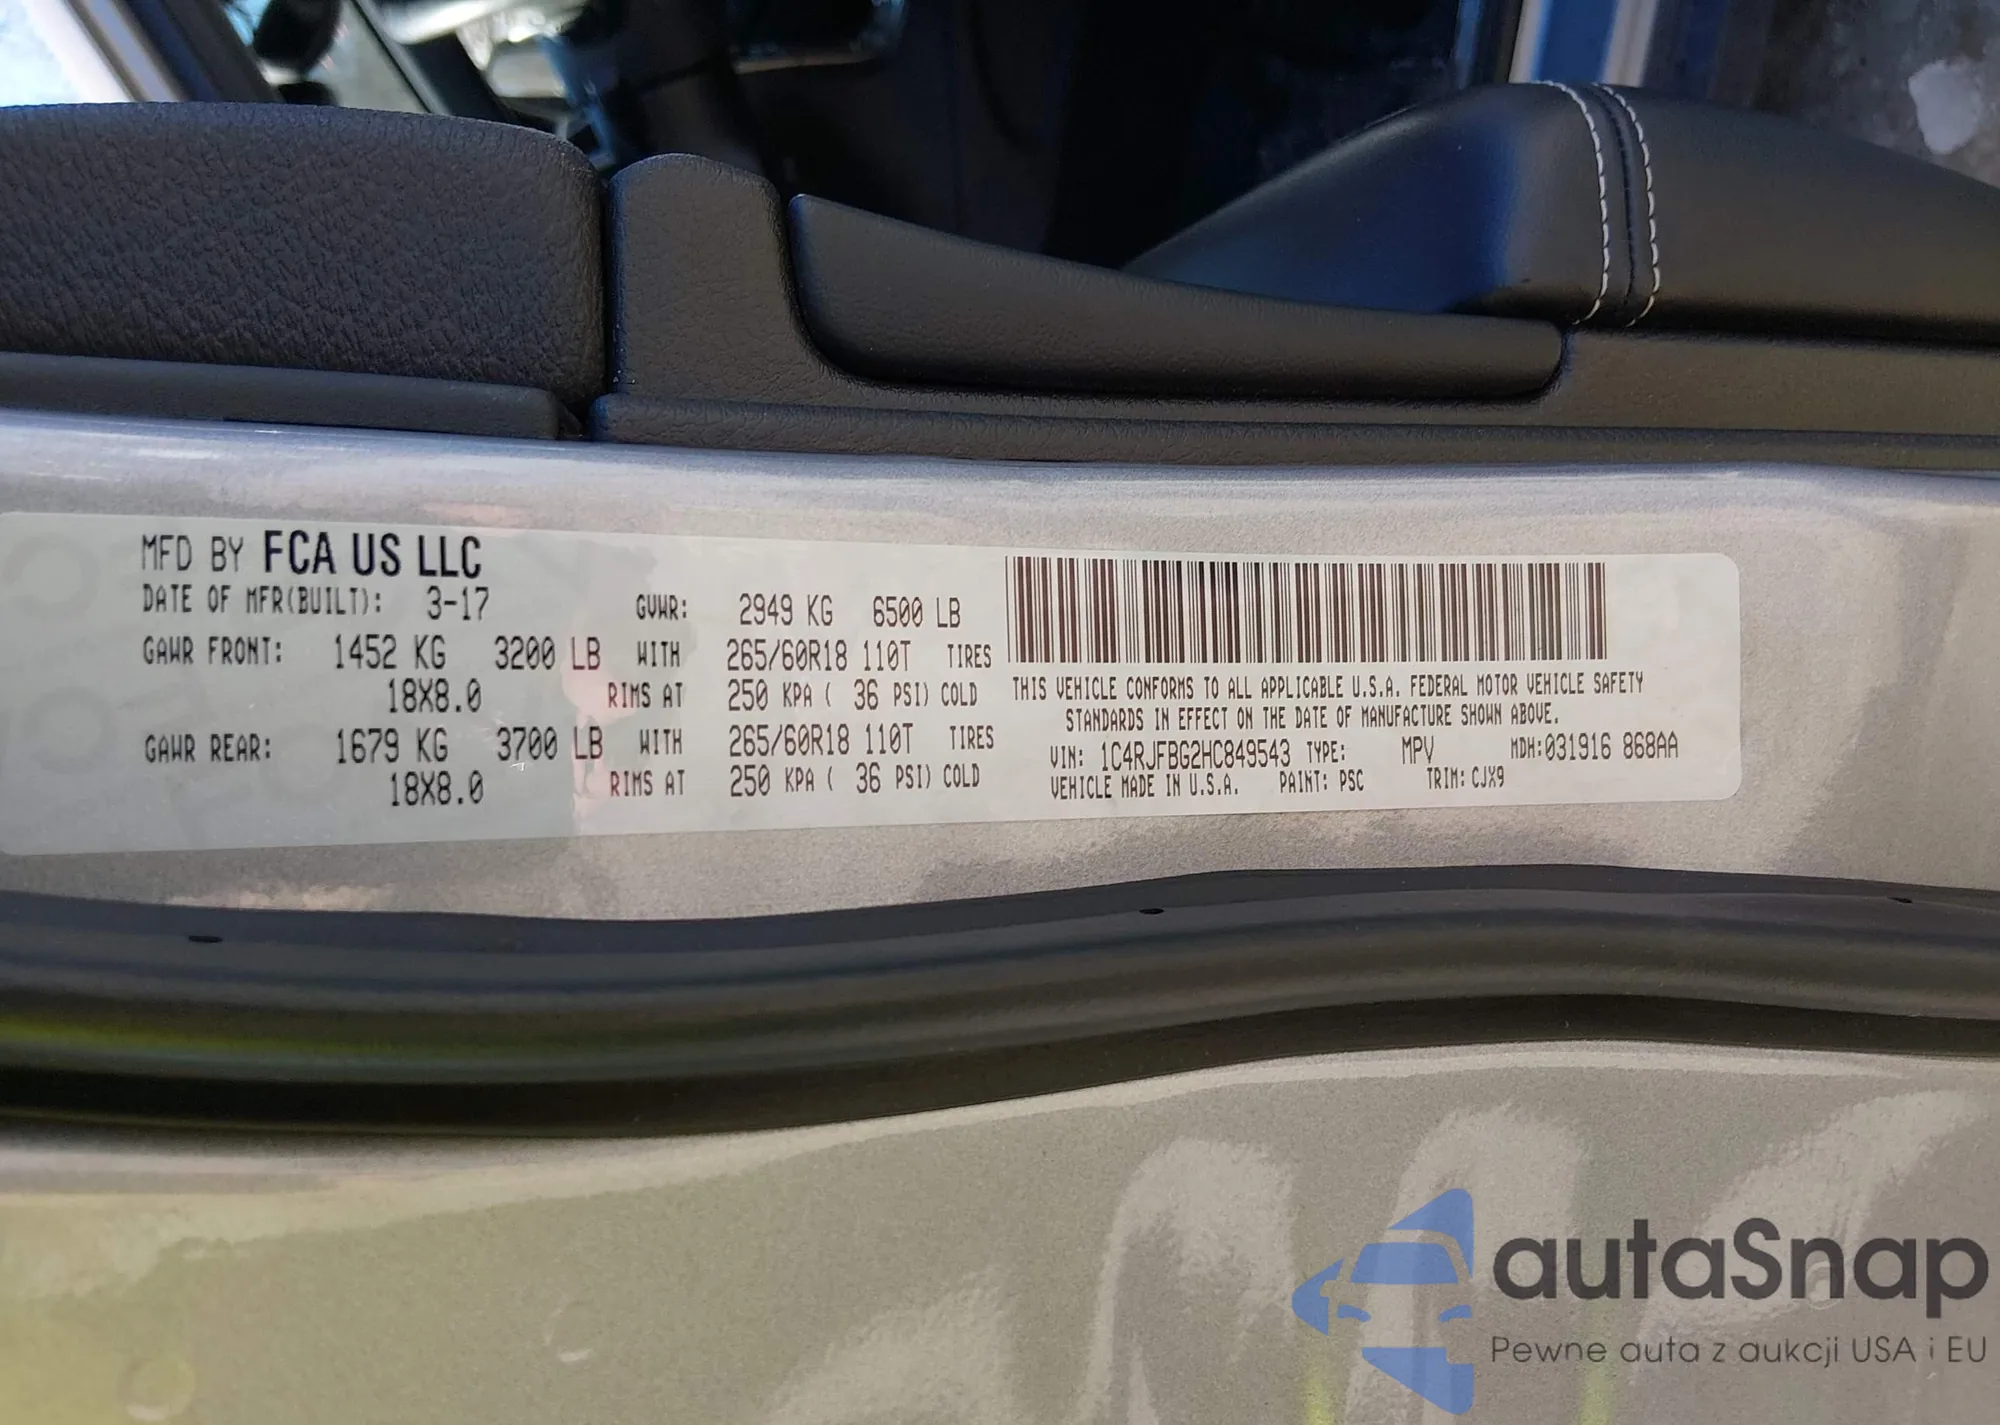 MFD BY FCA US LLC
DATE OF MFR(BUILT): 3-17 GVWR: 2949 KG 6500 LB
GAWR FRONT: 1452 KG 3200 LB WITH 265/60R18 110T TIRES
18X8.0 RIMS AT 250 KPA ( 36 PSI) COLD
GAWR REAR: 1679 KG 3700 LB WITH 265/60R18 110T TIRES
18X8.0 RIMS AT 250 KPA ( 36 PSI) COLD
THIS VEHICLE CONFORMS TO ALL APPLICABLE U.S.A. FEDERAL MOTOR VEHICLE SAFETY
STANDARDS IN EFFECT ON THE DATE OF MANUFACTURE SHOWN ABOVE.
VIN: 1C4RJFBG2HC849543 TYPE: MPV MDH:031916 868AA
VEHICLE MADE IN U.S.A. PAINT: PSC TRIM: CJX9
autaSnap
Pewne auta z aukcji USA i EU